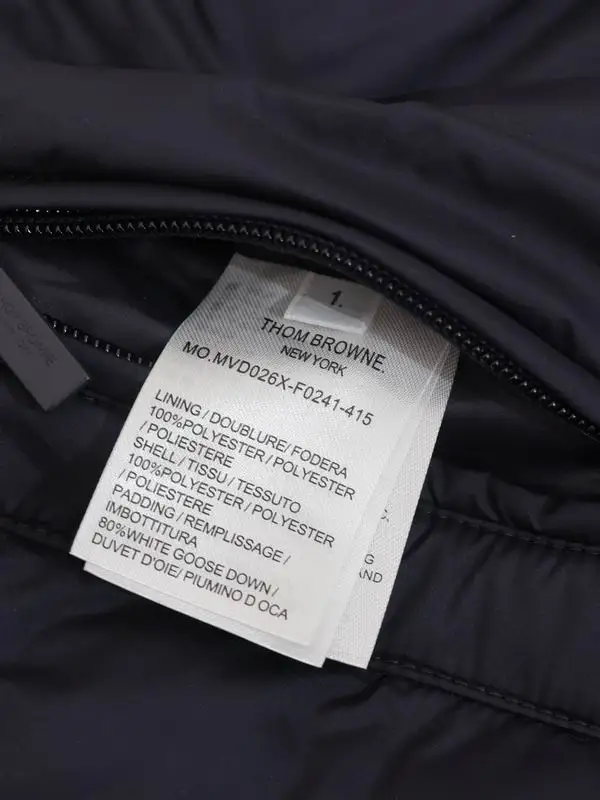 1.
THOM BROWNE.
NEW YORK
MO.MVD026X-F0241-415
LINING / DOUBLURE / FODERA
100%POLYESTER / POLYESTER
/ POLIESTERE
SHELL / TISSU / TESSUTO
100%POLYESTER / POLYESTER
/ POLIESTERE
PADDING / REMPLISSAGE /
IMBOTTITURA
80%WHITE GOOSE DOWN /
DUVET D'OIE/ PIUMINO D OCA
G
AND